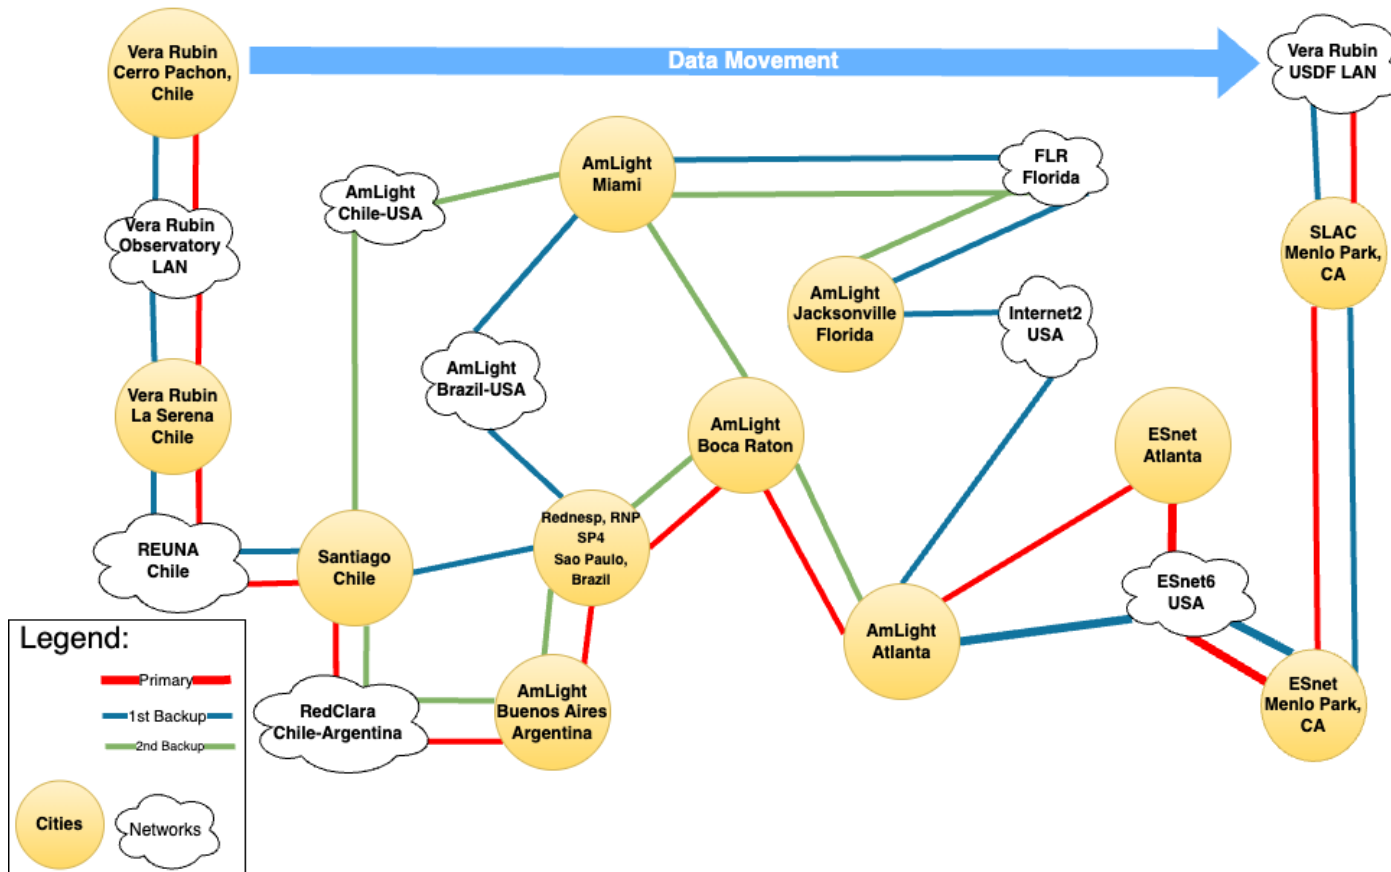 Vera Rubin
Cerro Pachon,
Chile
Data Movement
Vera Rubin
USDF LAN
AmLight
Miami
FLR
Florida
AmLight
Chile-USA
Vera Rubin
Observatory
LAN
SLAC
Menlo Park,
CA
AmLight
Jacksonville
Florida
Internet2
USA
AmLight
Brazil-USA
Vera Rubin
La Serena
Chile
AmLight
Boca Raton
ESnet
Atlanta
REUNA
Chile
Santiago
Chile
Rednesp, RNP
SP4
Sao Paulo,
Brazil
ESnet6
USA
AmLight
Atlanta
RedClara
Chile-Argentina
AmLight
Buenos Aires
Argentina
ESnet
Menlo Park,
CA
Legend:
Primary
1st Backup
2nd Backup
Cities
Networks